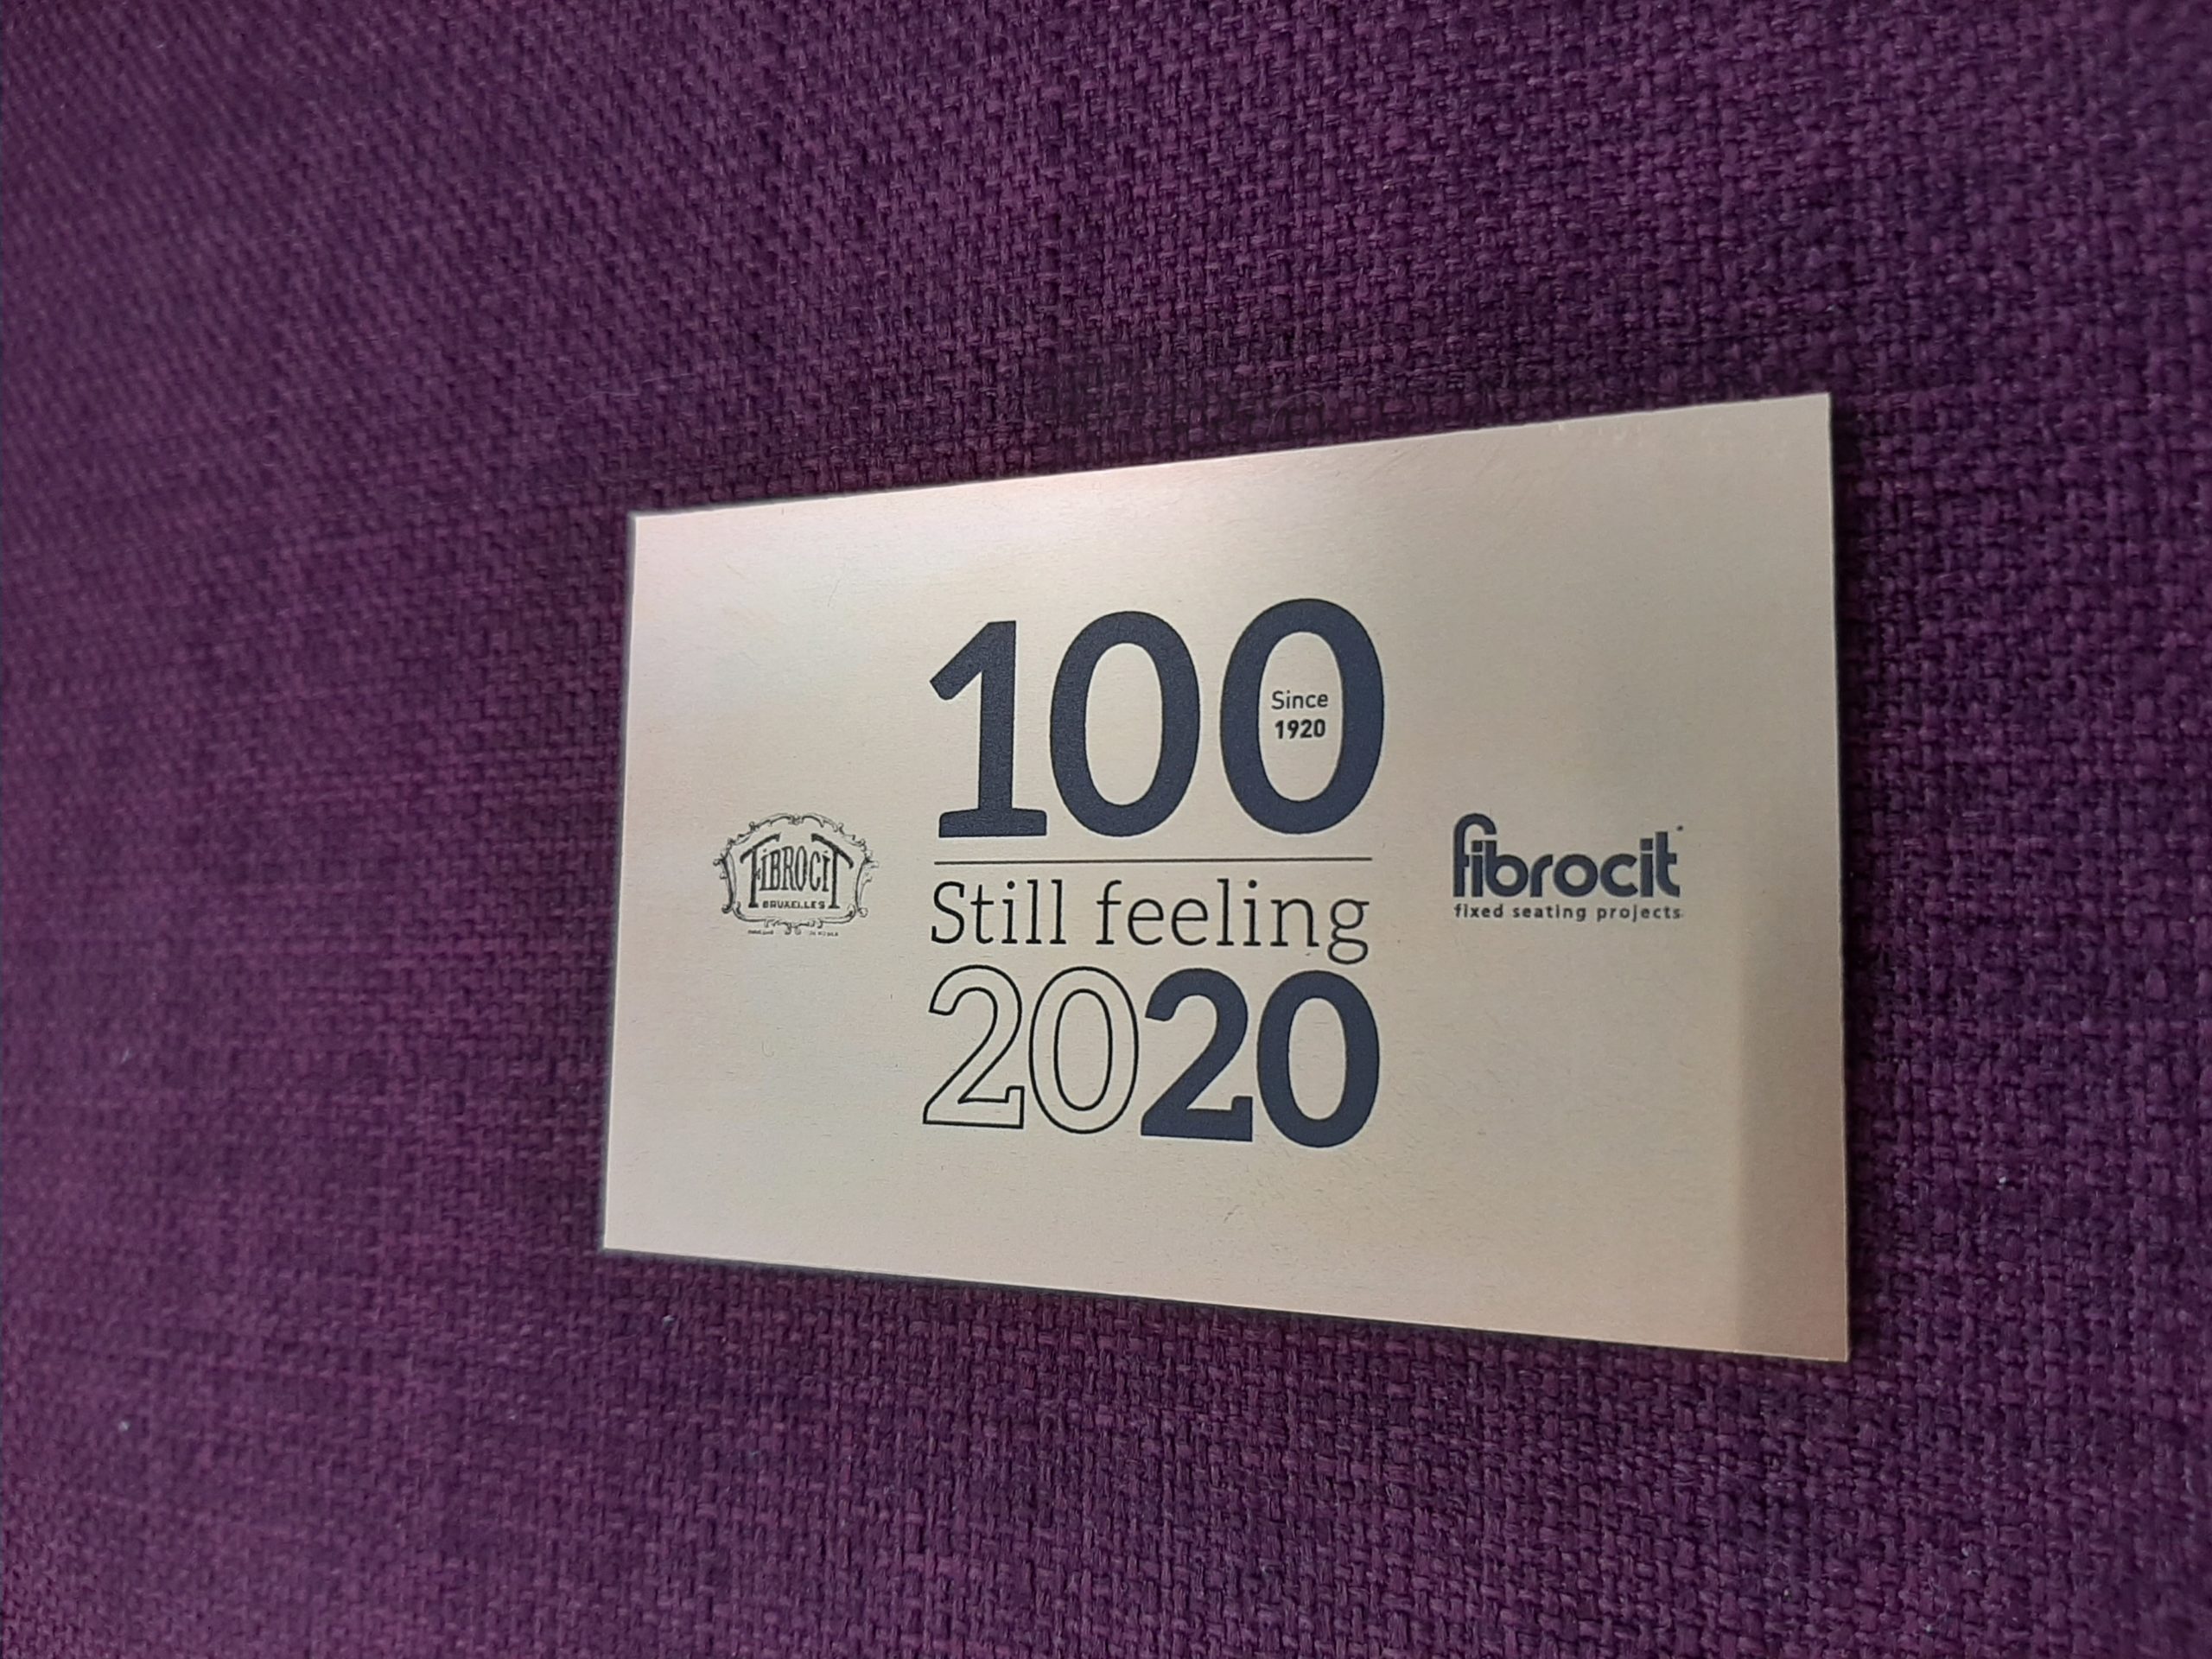 100
Since
1920
FIBROCIT
BRUXELLES
Still feeling
2020
fibrocit
fixed seating projects